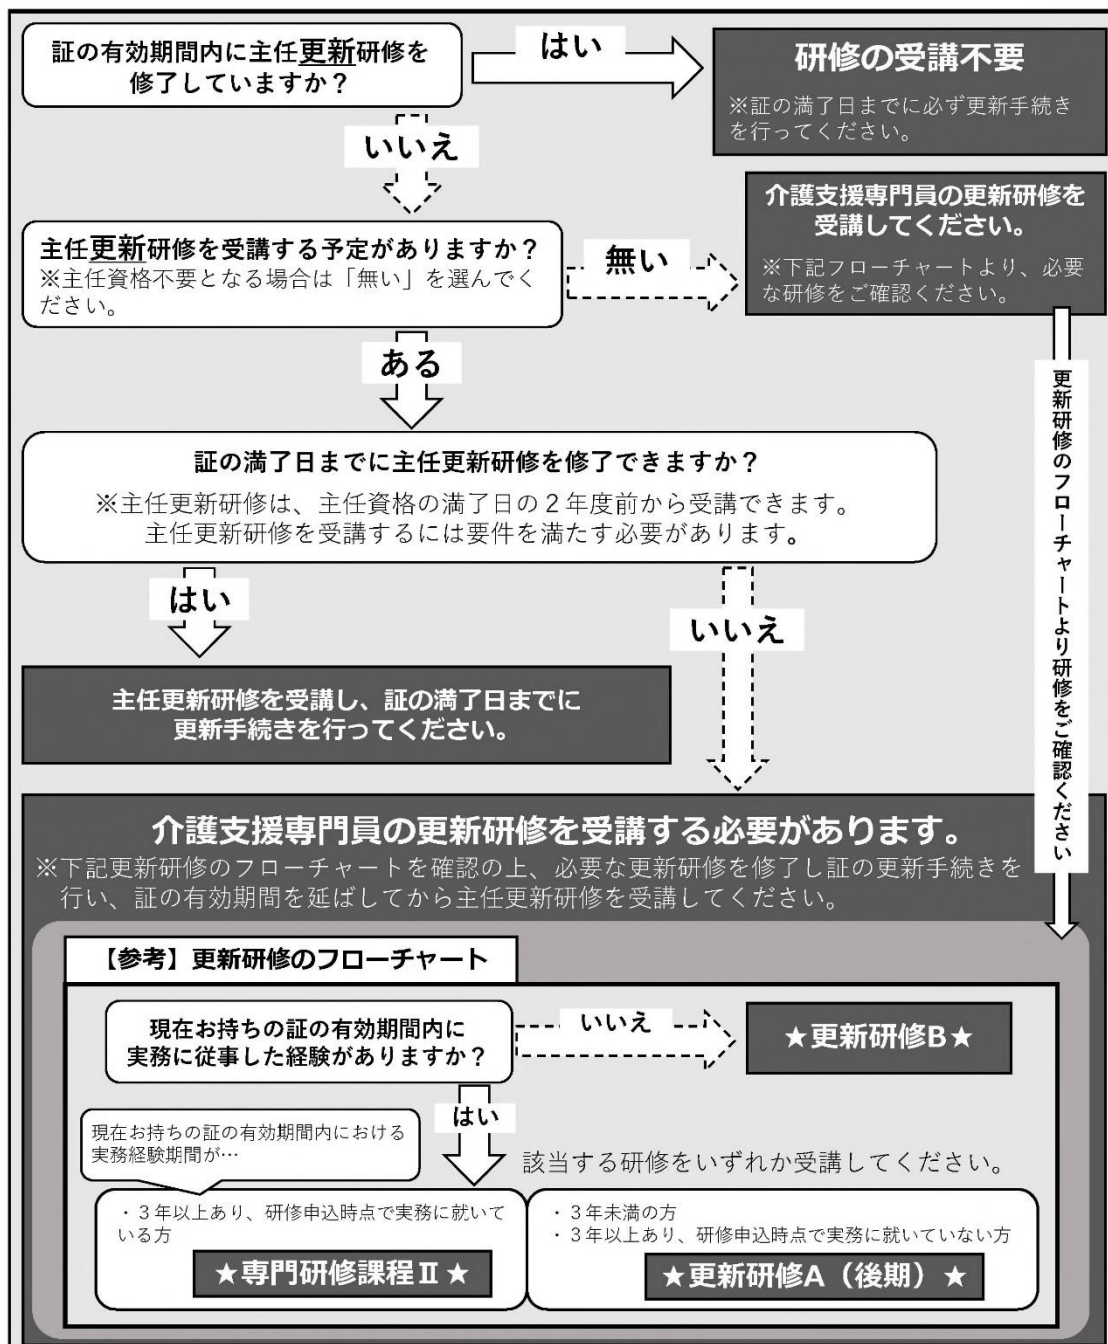 証の有効期間内に主任更新研修を
修了していますか？
はい
研修の受講不要
※証の満了日までに必ず更新手続き
を行ってください。
いいえ
主任更新研修を受講する予定がありますか？
※主任資格不要となる場合は「無い」を選んでく
ださい。
無い
介護支援専門員の更新研修を
受講してください。
※下記フローチャートより、必要
な研修をご確認ください。
ある
更新研修のフローチャートより研修をご確認ください
証の満了日までに主任更新研修を修了できますか？
※主任更新研修は、主任資格の満了日の２年度前から受講できます。
主任更新研修を受講するには要件を満たす必要があります。
はい
いいえ
主任更新研修を受講し、証の満了日までに
更新手続きを行ってください。
介護支援専門員の更新研修を受講する必要があります。
※下記更新研修のフローチャートを確認の上、必要な更新研修を修了し証の更新手続きを
行い、証の有効期間を延ばしてから主任更新研修を受講してください。
【参考】更新研修のフローチャート
現在お持ちの証の有効期間内に
実務に従事した経験がありますか？
いいえ
★更新研修B★
はい
現在お持ちの証の有効期間内における
実務経験期間が…
該当する研修をいずれか受講してください。
・３年以上あり、研修申込時点で実務に就いて
いる方
★専門研修課程Ⅱ★
・３年未満の方
・３年以上あり、研修申込時点で実務に就いていない方
★更新研修A（後期）★